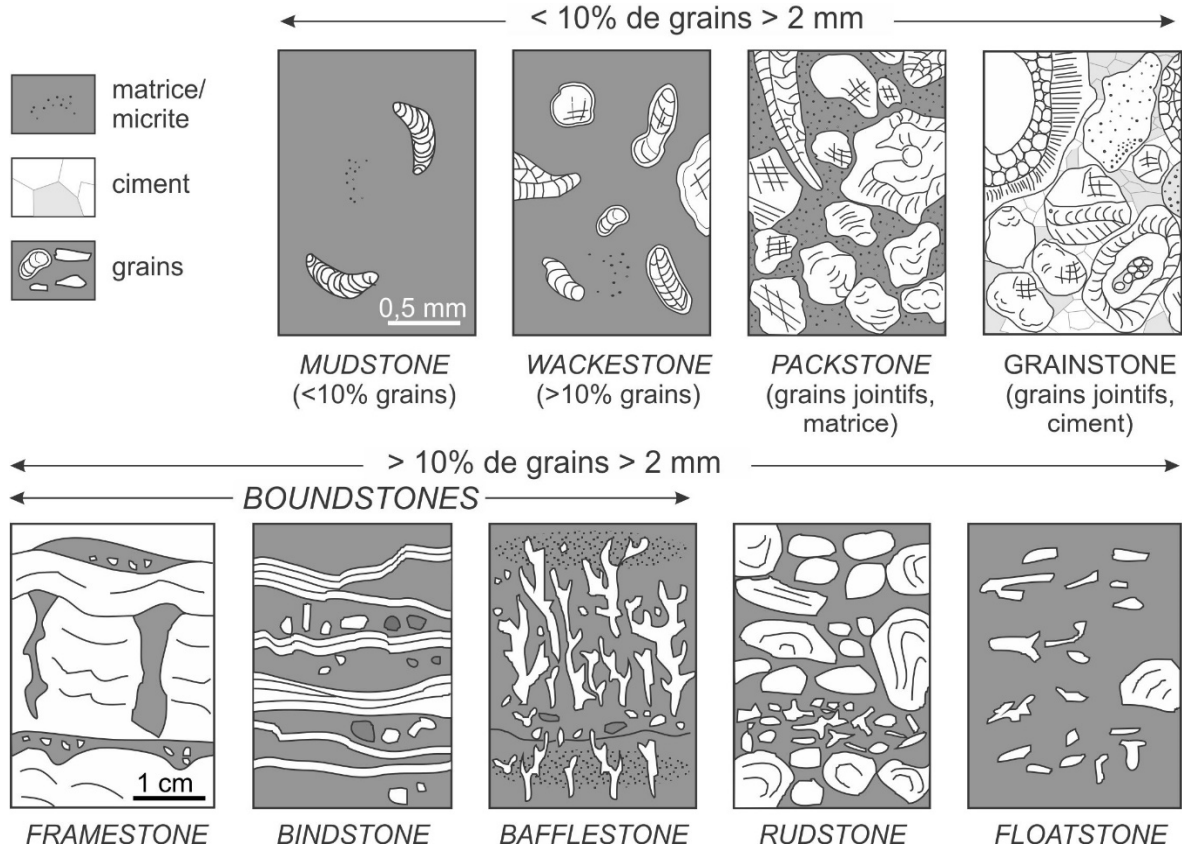 < 10% de grains > 2 mm
matrice/
micrite
ciment
grains
0,5 mm
MUDSTONE
(<10% grains)
WACKESTONE
(>10% grains)
PACKSTONE
(grains jointifs,
matrice)
GRAINSTONE
(grains jointifs,
ciment)
> 10% de grains > 2 mm
BOUNDSTONES
1 cm
FRAMESTONE
BINDSTONE
BAFFLESTONE
RUDSTONE
FLOATSTONE